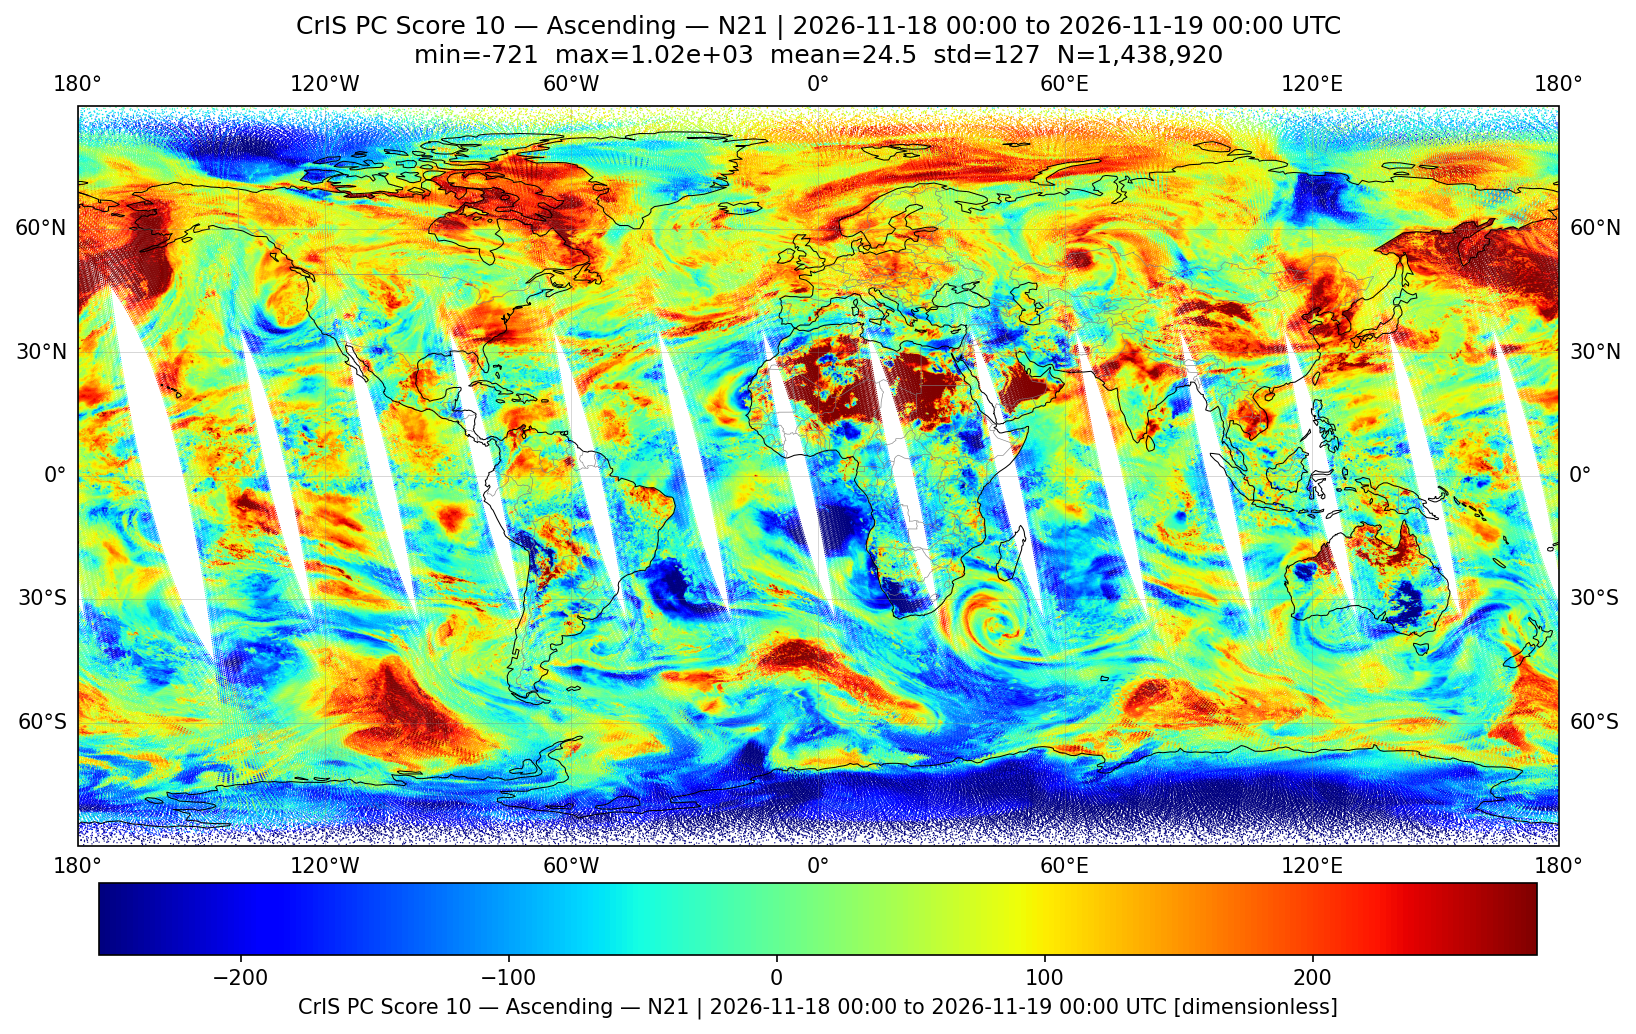 CrIS PC Score 10 — Ascending — N21 | 2026-11-18 00:00 to 2026-11-19 00:00 UTC
min=-721 max=1.02e+03 mean=24.5 std=127 N=1,438,920
180° 120°W 60°W 0° 60°E 120°E 180°
60°N 60°N
30°N 30°N
0° 0°
30°S 30°S
60°S 60°S
180° 120°W 60°W 0° 60°E 120°E 180°
−200 −100 0 100 200
CrIS PC Score 10 — Ascending — N21 | 2026-11-18 00:00 to 2026-11-19 00:00 UTC [dimensionless]